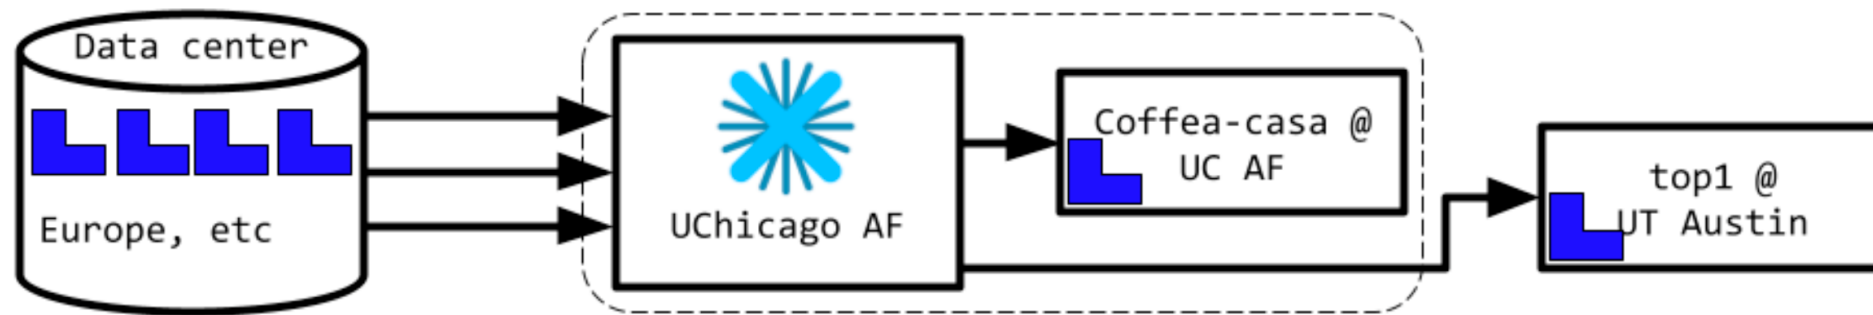 Data center
Europe, etc
UChicago AF
Coffea-casa @
UC AF
top1 @
UT Austin